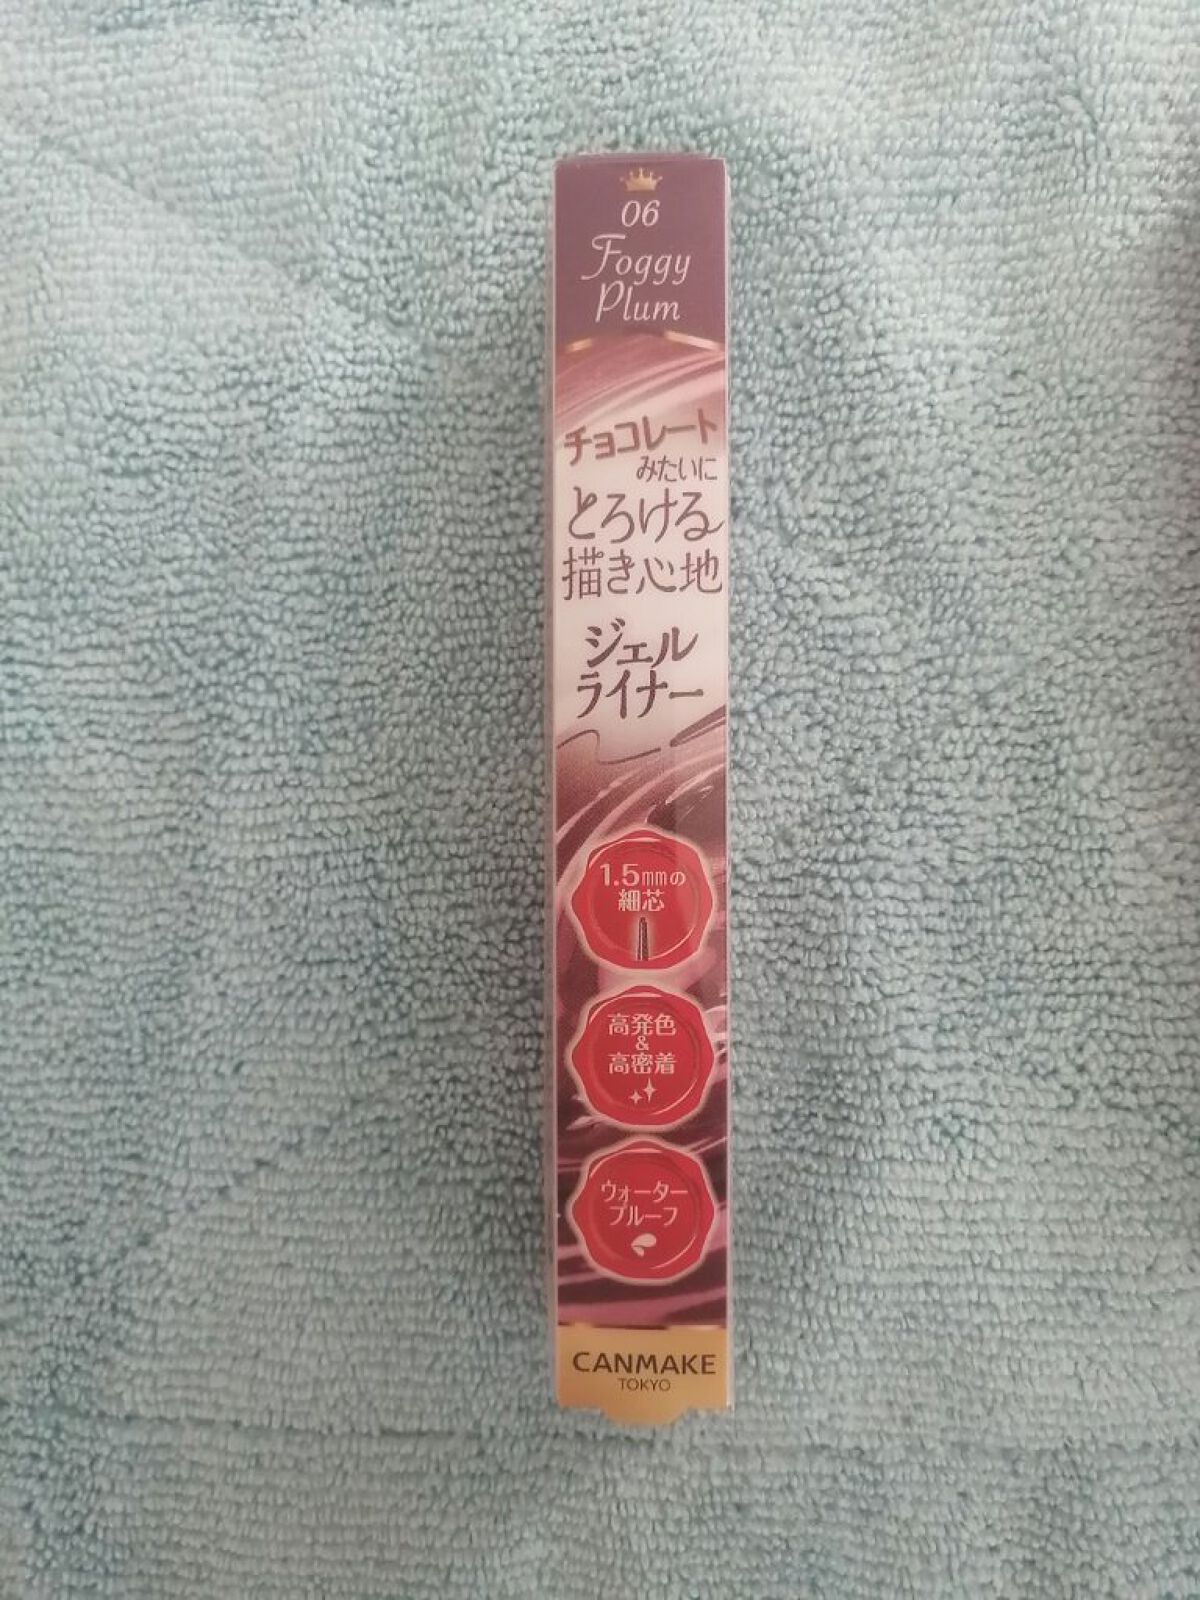 06
Foggy
Plum
チョコレート
みたいに
とろける
描き心地
ジェル
ライナー
1.5mmの
細芯
高発色
&
高密着
ウォーター
プルーフ
CANMAKE
TOKYO